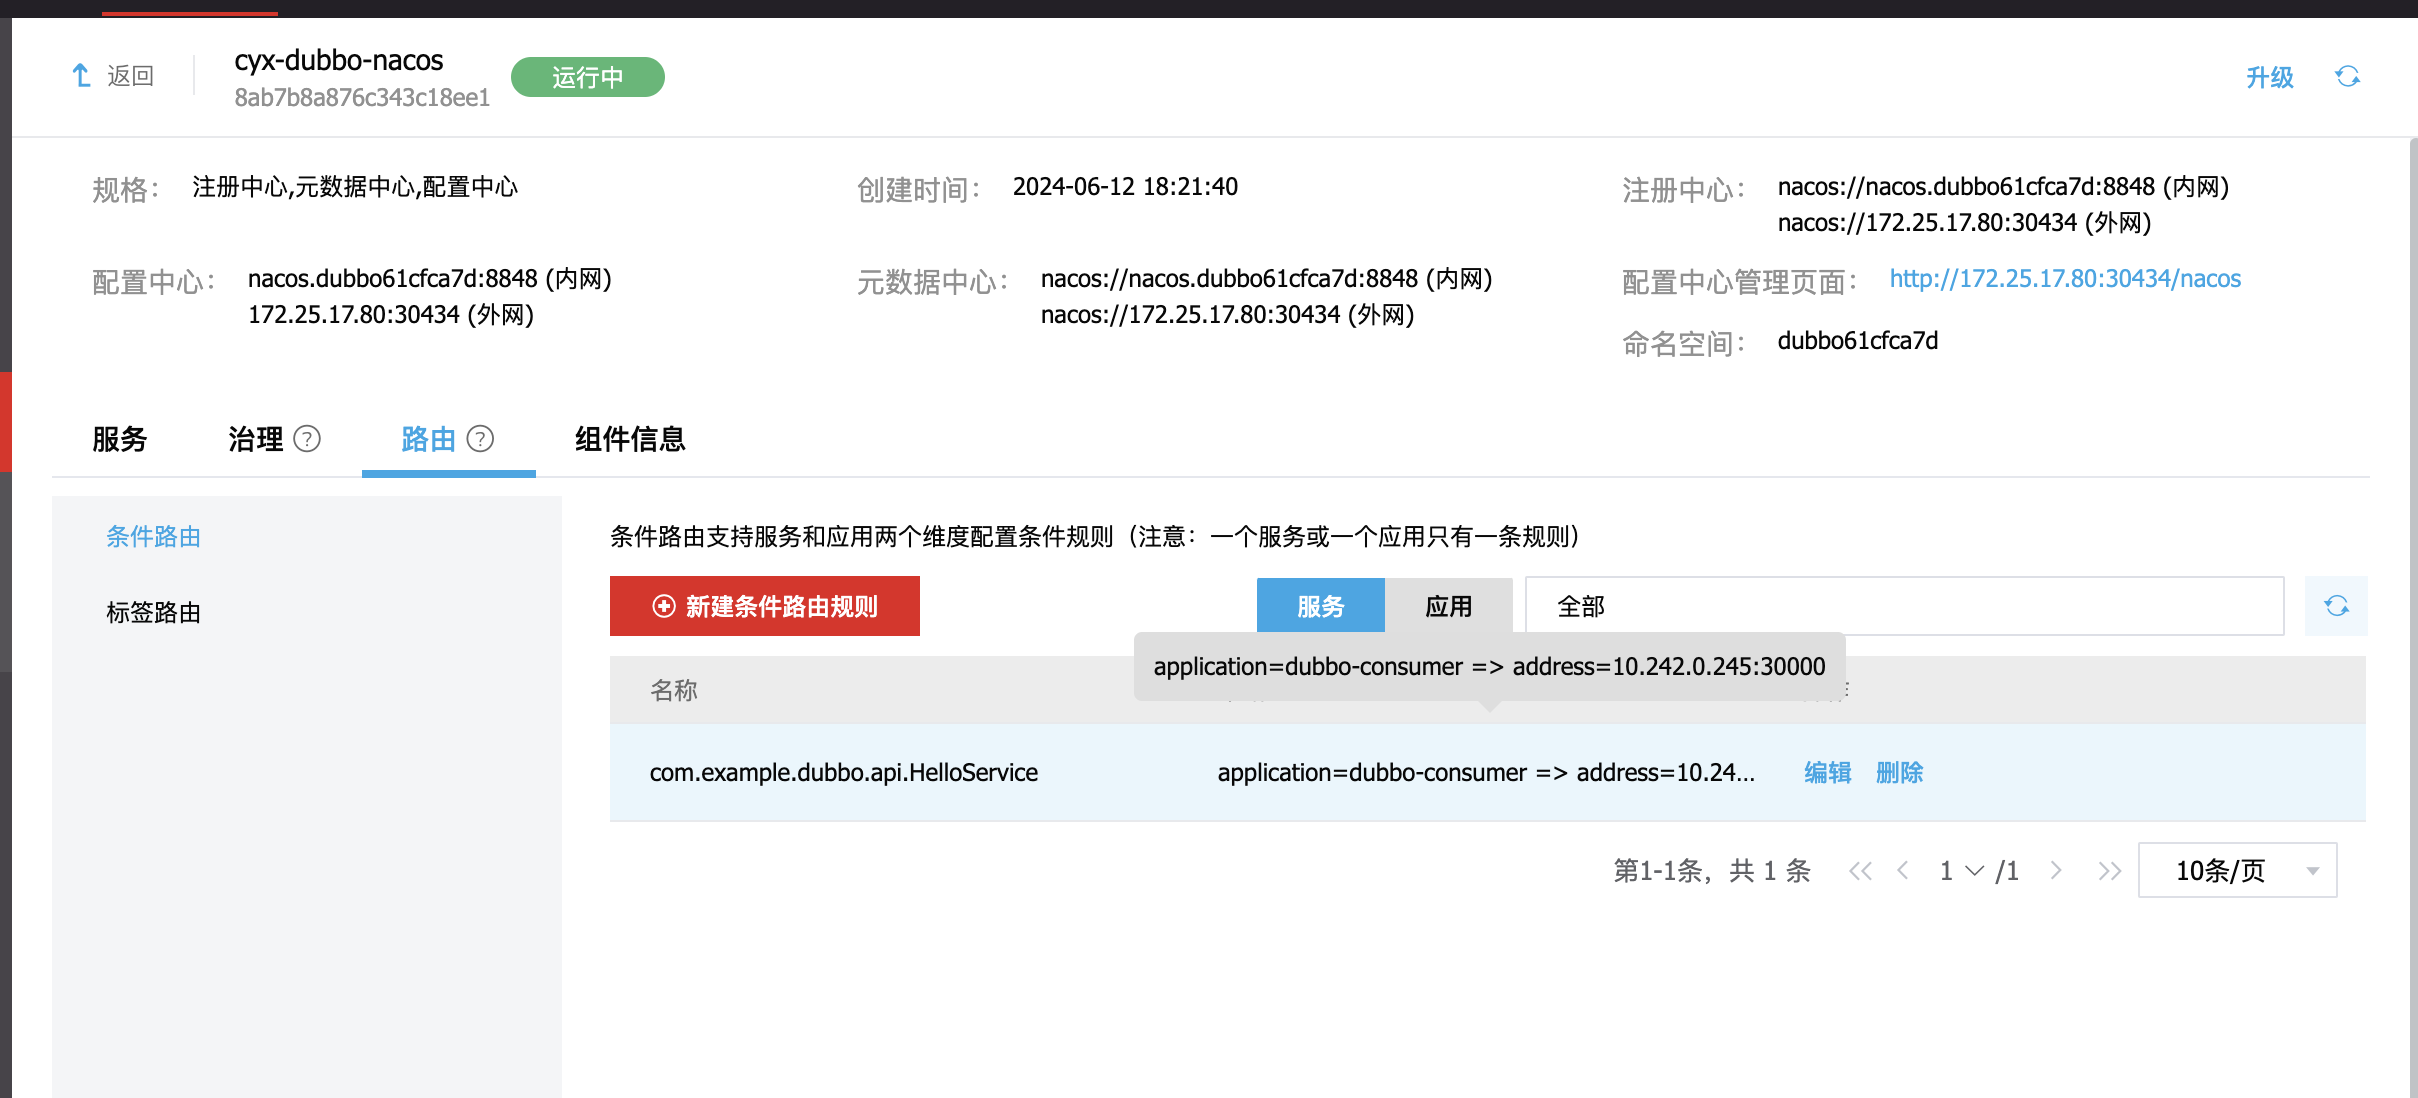 返回
cyx-dubbo-nacos
8ab7b8a876c343c18ee1
运行中
升级
规格：
注册中心,元数据中心,配置中心
创建时间：
2024-06-12 18:21:40
注册中心：
nacos://nacos.dubbo61cfca7d:8848 (内网)
nacos://172.25.17.80:30434 (外网)
配置中心：
nacos.dubbo61cfca7d:8848 (内网)
172.25.17.80:30434 (外网)
元数据中心：
nacos://nacos.dubbo61cfca7d:8848 (内网)
nacos://172.25.17.80:30434 (外网)
配置中心管理页面：
http://172.25.17.80:30434/nacos
命名空间：
dubbo61cfca7d
服务
治理 ?
路由 ?
组件信息
条件路由
标签路由
条件路由支持服务和应用两个维度配置条件规则（注意：一个服务或一个应用只有一条规则）
新建条件路由规则
服务
应用
全部
application=dubbo-consumer => address=10.242.0.245:30000
名称
com.example.dubbo.api.HelloService
application=dubbo-consumer => address=10.24...
编辑
删除
第1-1条，共 1 条
1
/1
10条/页